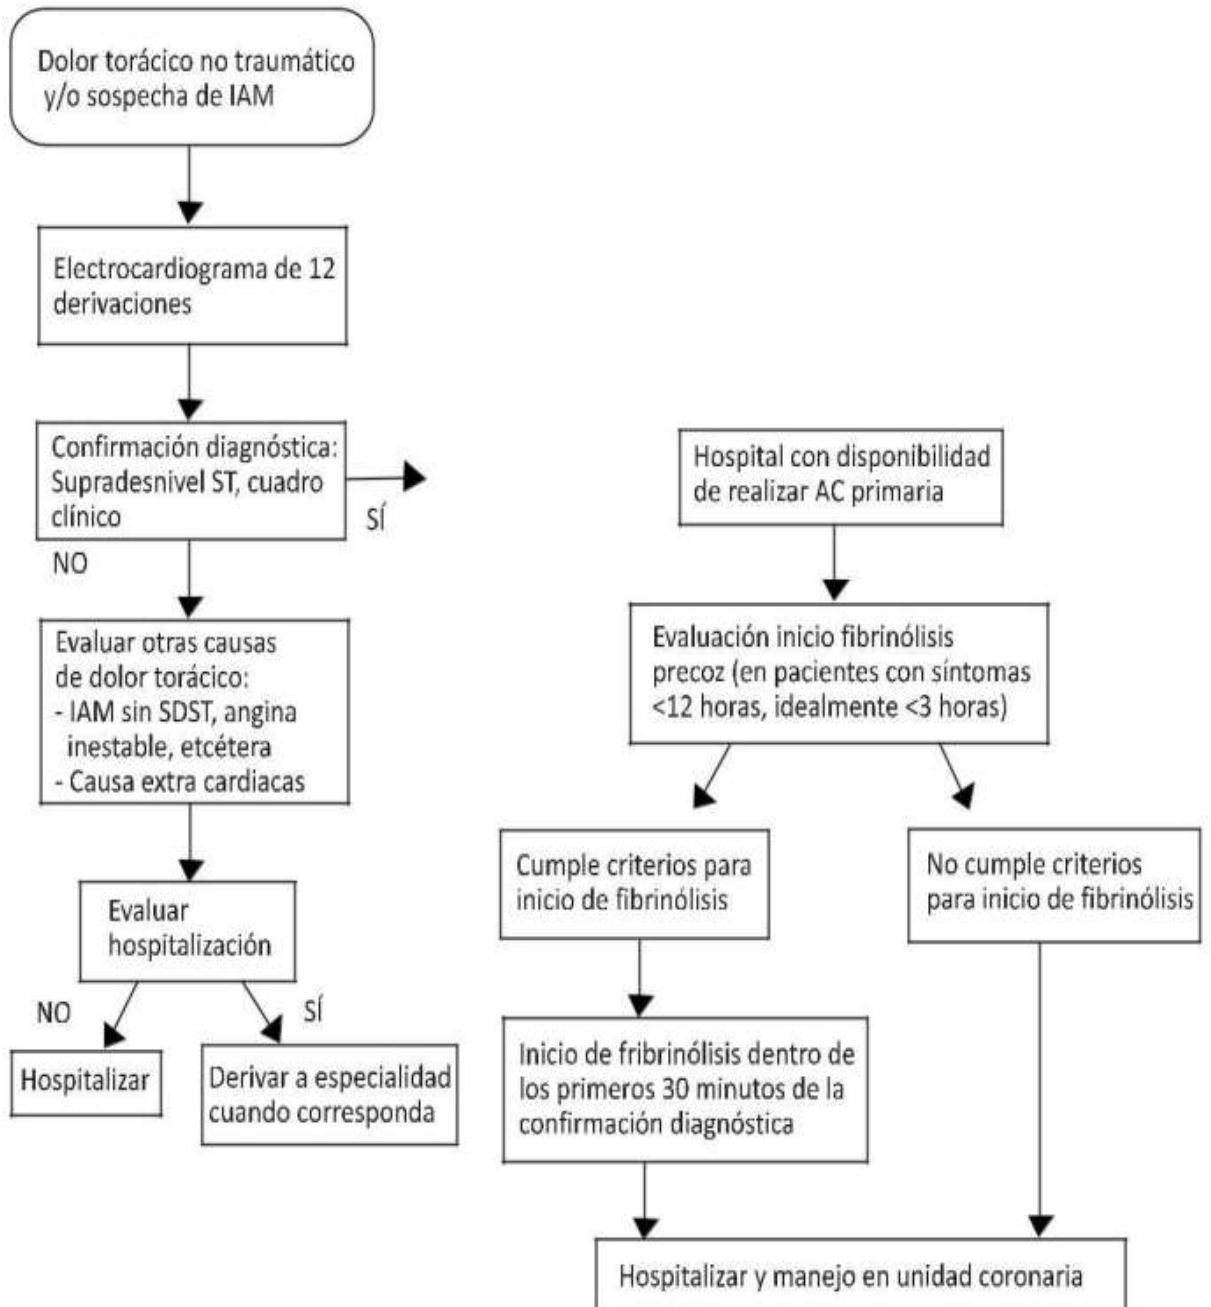 Dolor torácico no traumático
y/o sospecha de IAM
Electrocardiograma de 12
derivaciones
Confirmación diagnóstica:
Supradesnivel ST, cuadro
clínico
SÍ
NO
Evaluar otras causas
de dolor torácico:
- IAM sin SDST, angina
inestable, etcétera
- Causa extra cardiacas
Evaluar
hospitalización
NO
SÍ
Hospitalizar
Derivar a especialidad
cuando corresponda
Hospital con disponibilidad
de realizar AC primaria
Evaluación inicio fibrinólisis
precoz (en pacientes con síntomas
<12 horas, idealmente <3 horas)
Cumple criterios para
inicio de fibrinólisis
No cumple criterios
para inicio de fibrinólisis
Inicio de fribrinólisis dentro de
los primeros 30 minutos de la
confirmación diagnóstica
Hospitalizar y manejo en unidad coronaria